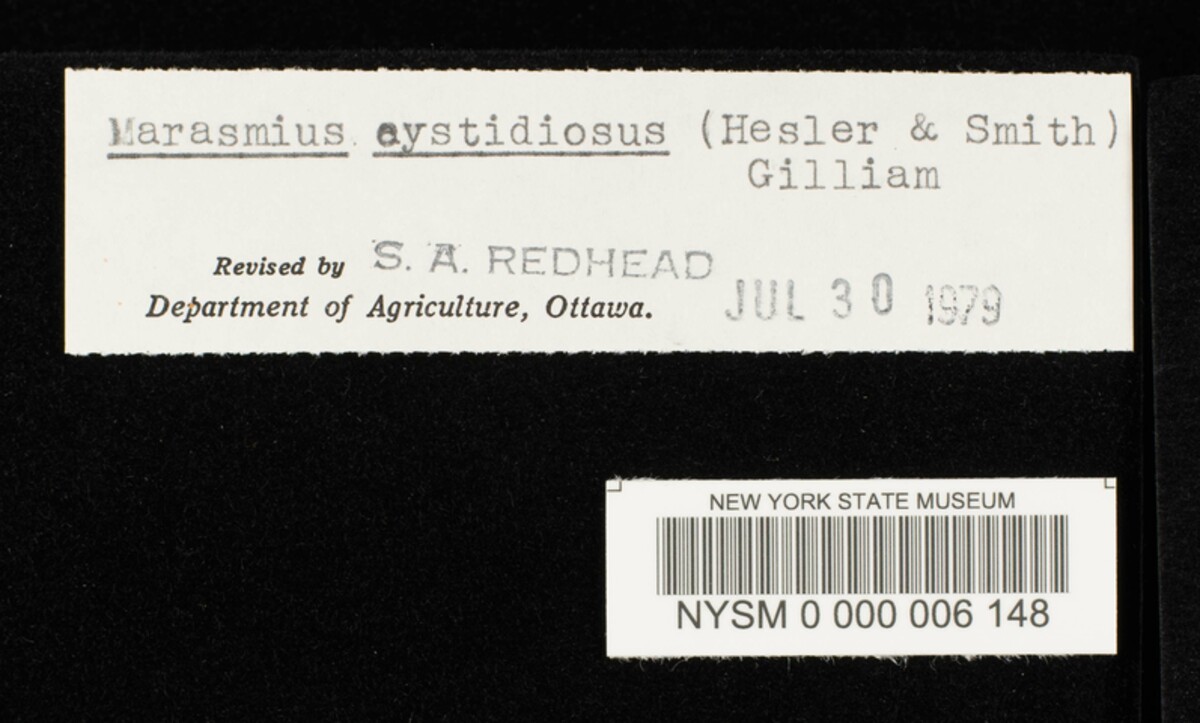 Marasmius cystidiosus (Hesler & Smith)
Gilliam
Revised by S. A. REDHEAD
Department of Agriculture, Ottawa. JUL 30 1979
NEW YORK STATE MUSEUM
NYSM 0 000 006 148